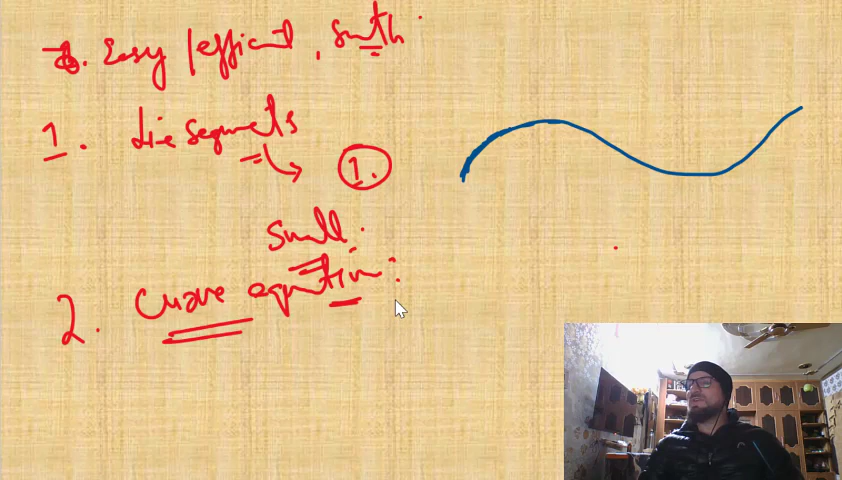 Easy / efficient, smooth.
1. Line segments
1.
small.
2. Curve equation: